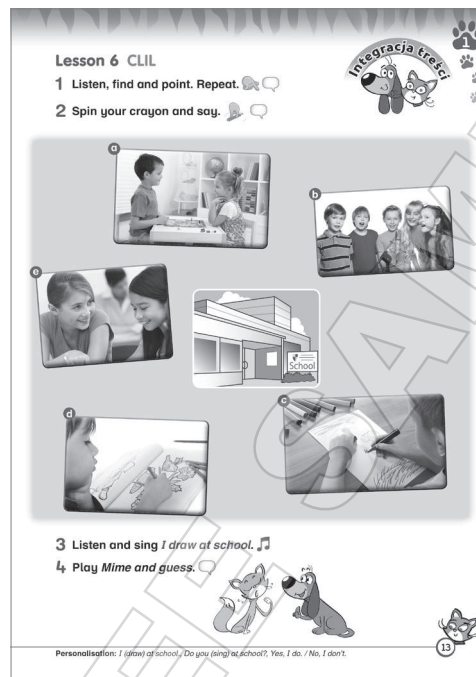 1
Integracja treści
Lesson 6 CLIL
1 Listen, find and point. Repeat.
2 Spin your crayon and say.
a
b
e
School
c
d
3 Listen and sing I draw at school.
4 Play Mime and guess.
Personalisation: I (draw) at school., Do you (sing) at school?, Yes, I do. / No, I don't.
13